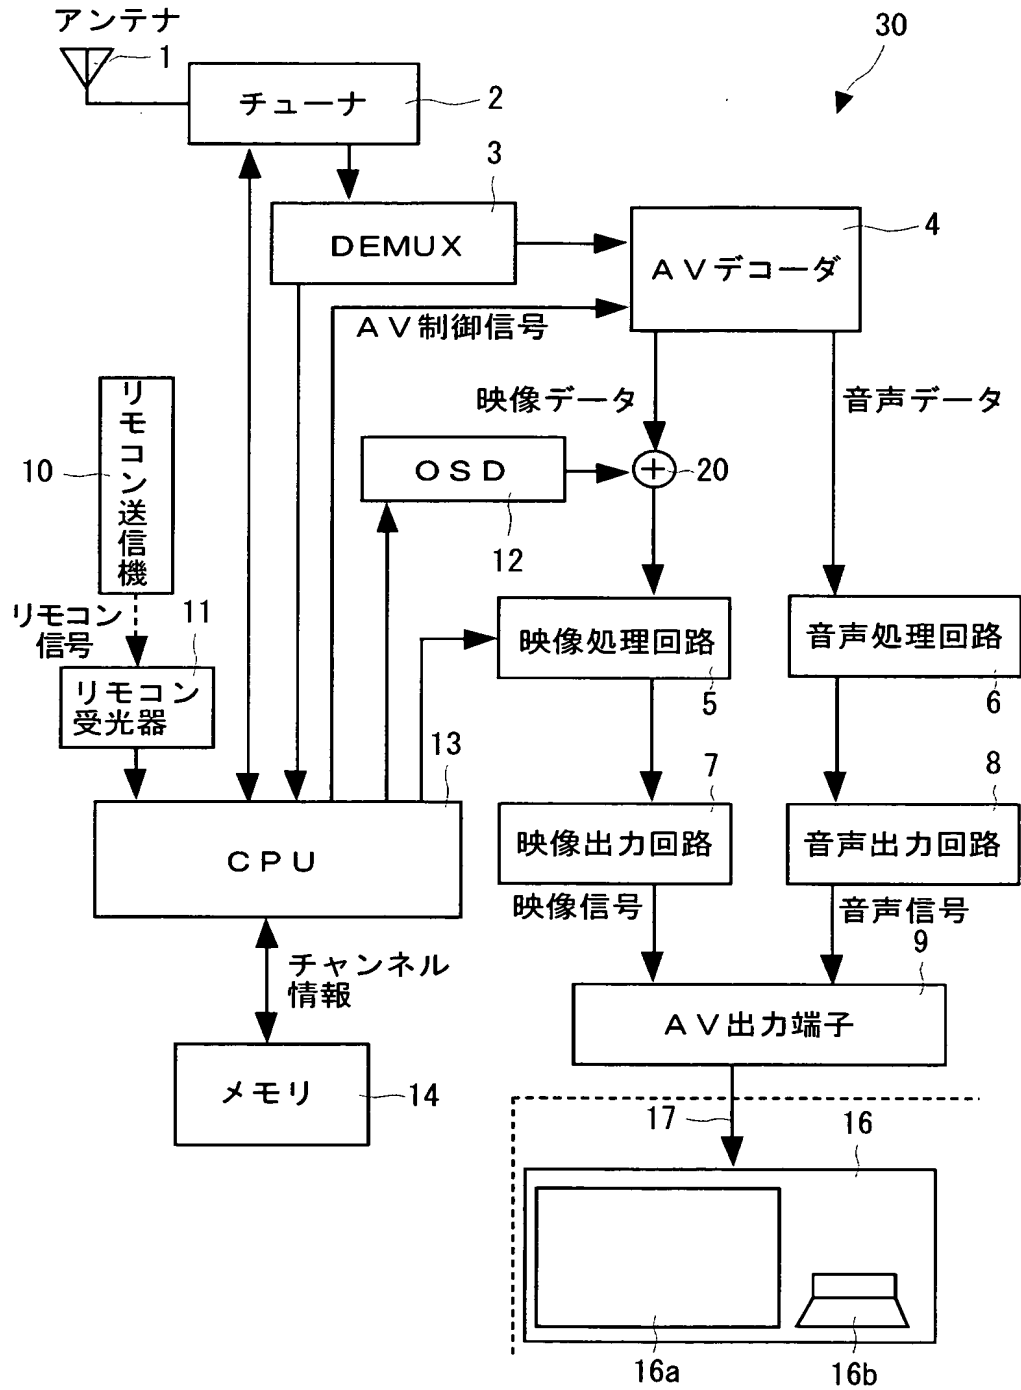 アンテナ
1
30
チューナ
2
3
DEMUX
4
AVデコーダ
AV制御信号
映像データ
音声データ
リモコン送信機
10
OSD
20
12
リモコン
信号
11
リモコン
受光器
映像処理回路
5
音声処理回路
6
13
CPU
7
映像出力回路
8
音声出力回路
映像信号
音声信号
9
チャンネル
情報
AV出力端子
メモリ
14
17
16
16a
16b